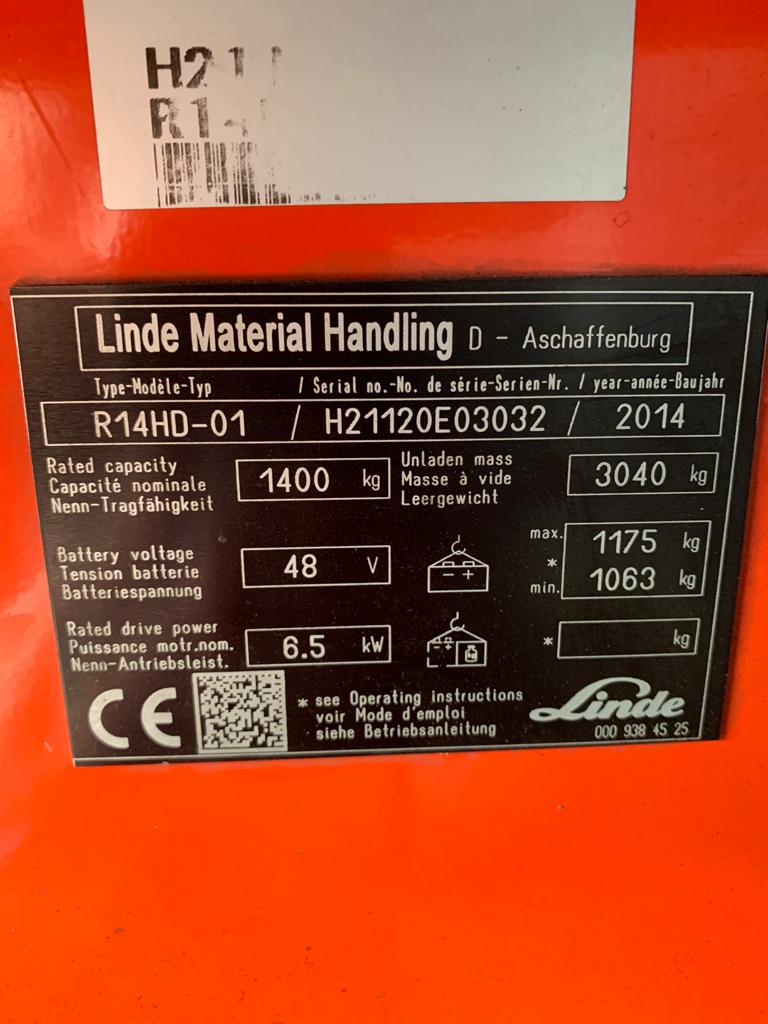 Linde Material Handling D - Aschaffenburg
Type-Modèle-Typ / Serial no.-No. de série-Serien-Nr. / year-année-Baujahr
R14HD-01 / H21120E03032 / 2014
Rated capacity
Capacité nominale
Nenn-Tragfähigkeit
1400 kg
Unladen mass
Masse à vide
Leergewicht
3040 kg
Battery voltage
Tension batterie
Batteriespannung
48 V
- +
max. 1175 kg
*
min. 1063 kg
Rated drive power
Puissance motr.nom.
Nenn-Antriebsleist.
6.5 kW
- +
kg
* kg
CE
* see Operating instructions
voir Mode d'emploi
siehe Betriebsanleitung
Linde
000 938 45 25